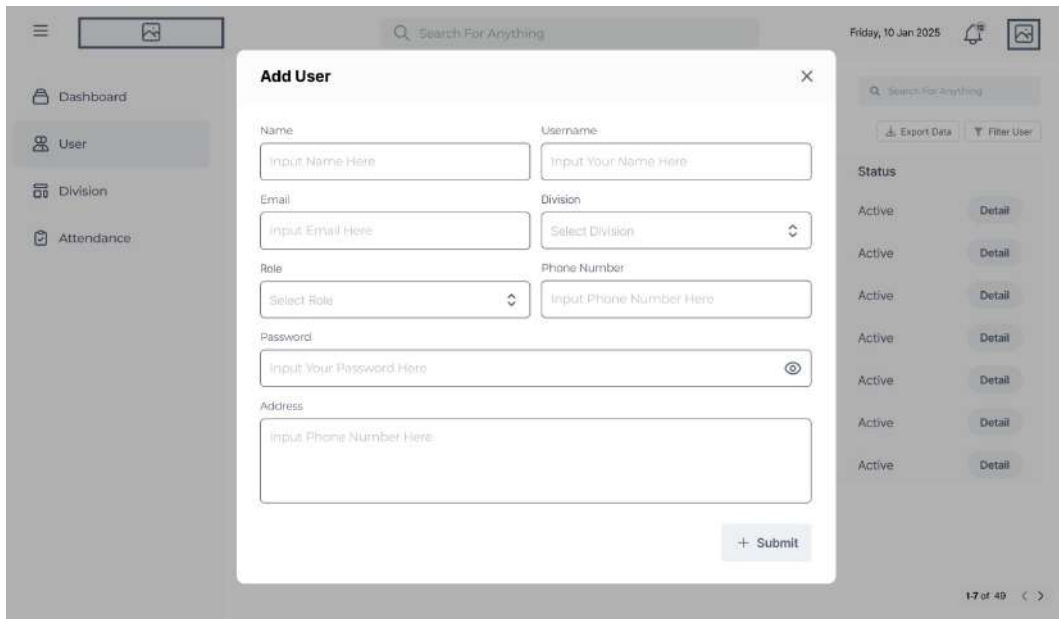 Search For Anything
Friday, 10 Jan 2025
Dashboard
User
Division
Attendance
Add User
Name
Input Name Here
Username
Input Your Name Here
Email
Input Email Here
Division
Select Division
Role
Select Role
Phone Number
Input Phone Number Here
Password
Input Your Password Here
Address
Input Phone Number Here
+ Submit
Search For Anything
Export Data
Filter User
Status
Active Detail
Active Detail
Active Detail
Active Detail
Active Detail
Active Detail
Active Detail
1-7 of 49